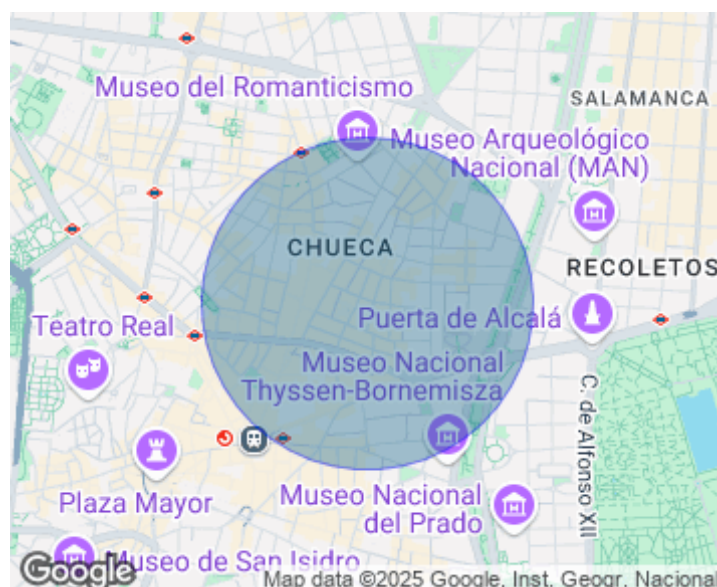 Museo del Romanticismo
SALAMANCA
Museo Arqueológico
Nacional (MAN)
CHUECA
RECOLETOS
Puerta de Alcalá
Teatro Real
Museo Nacional
Thyssen-Bornemisza
C. de Alfonso XII
Plaza Mayor
Museo Nacional
del Prado
Museo de San Isidro
Google
Map data ©2025 Google, Inst. Geogr. Nacional